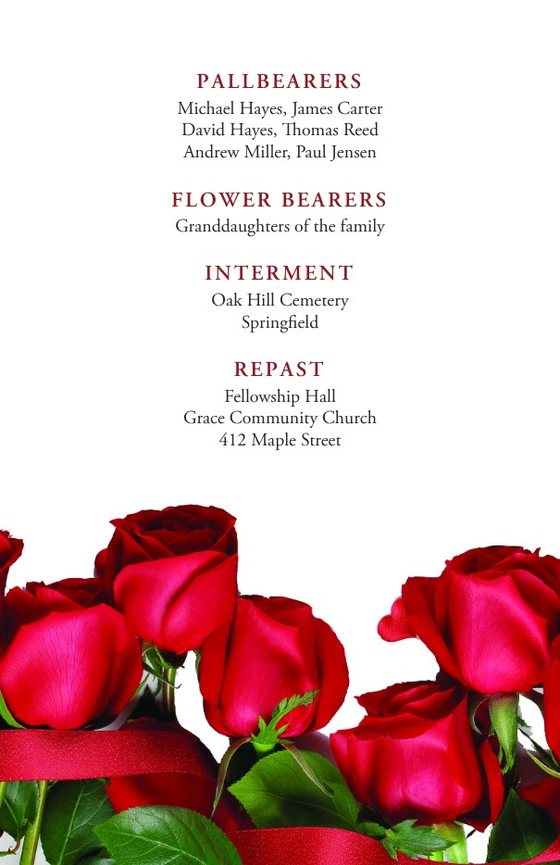 PALLBEARERS
Michael Hayes, James Carter
David Hayes, Thomas Reed
Andrew Miller, Paul Jensen
FLOWER BEARERS
Granddaughters of the family
INTERMENT
Oak Hill Cemetery
Springfield
REPAST
Fellowship Hall
Grace Community Church
412 Maple Street